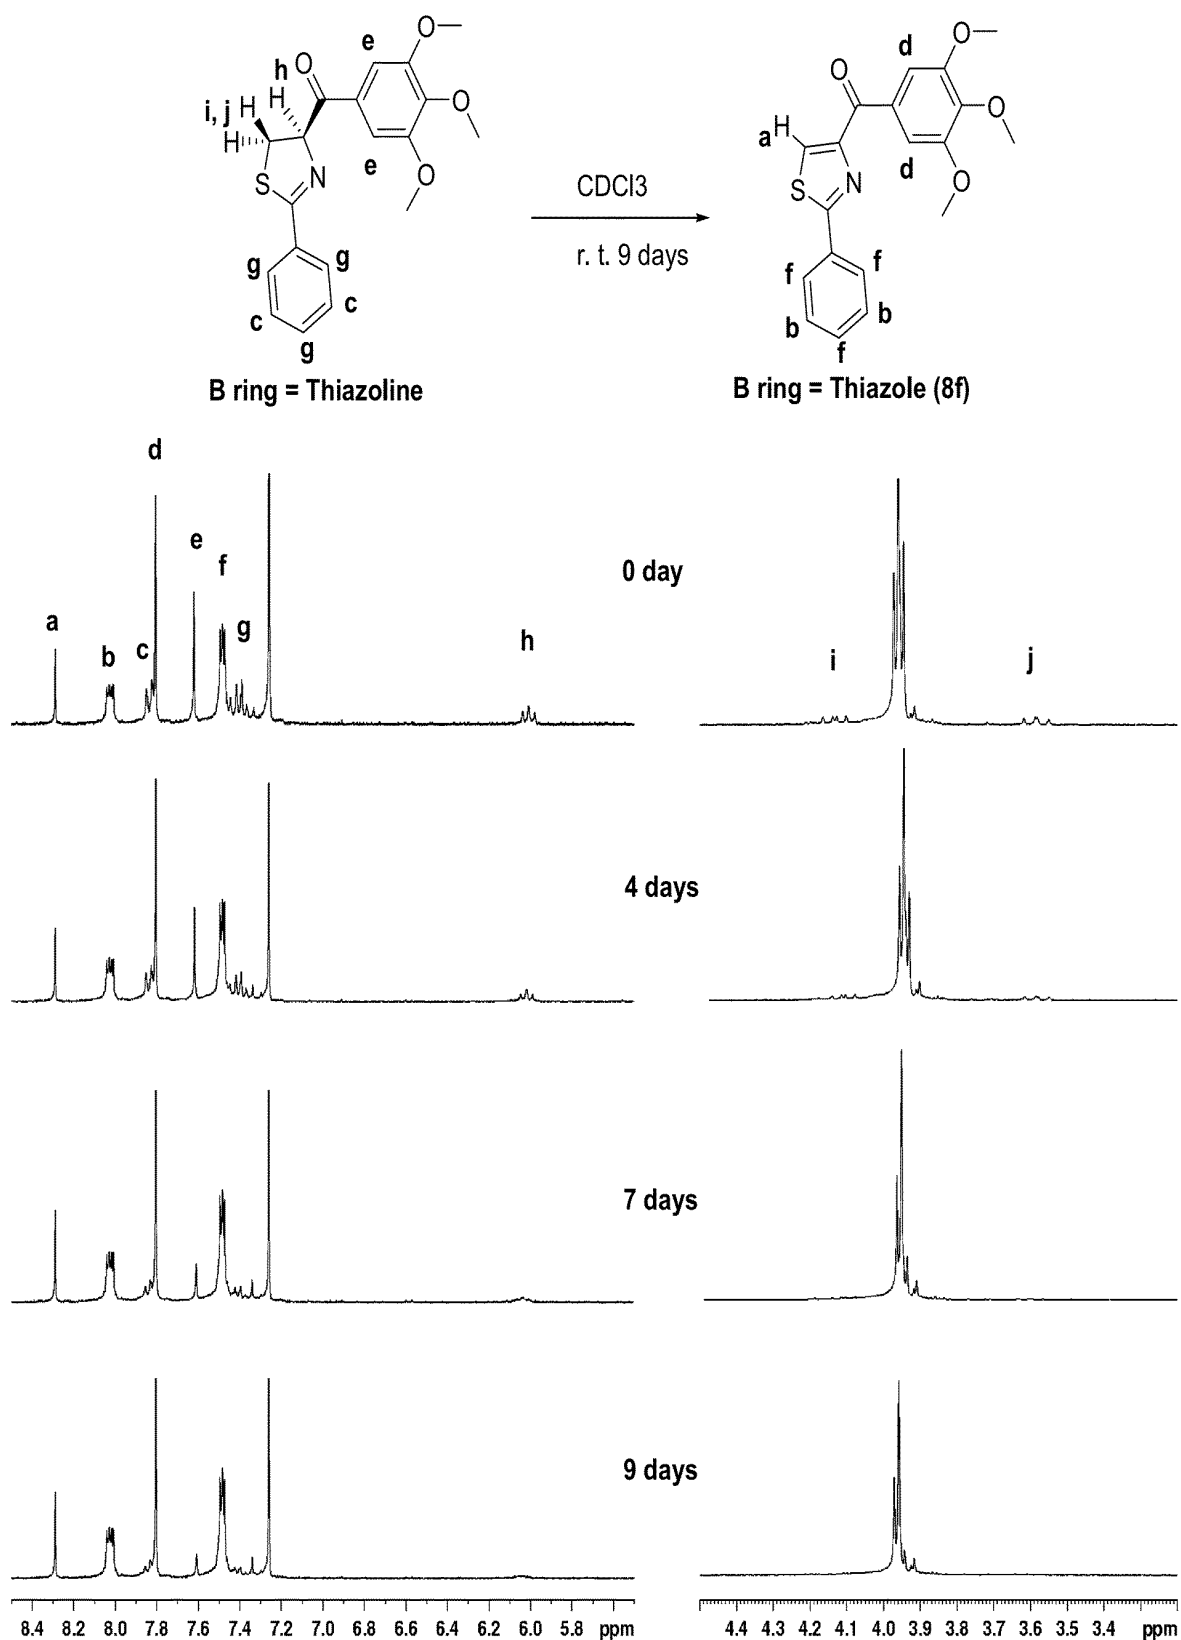 O
e
O
h
O
H
i, j
H
H
O
e
S
N
O
g
g
c
c
g
B ring = Thiazoline
CDCl3
r. t. 9 days
O
d
O
O
H
a
d
S
N
O
f
f
b
b
f
B ring = Thiazole (8f)
d
e
f
a
b
c
g
h
0 day
i
j
4 days
7 days
9 days
8.4 8.2 8.0 7.8 7.6 7.4 7.2 7.0 6.8 6.6 6.4 6.2 6.0 5.8 ppm
4.4 4.3 4.2 4.1 4.0 3.9 3.8 3.7 3.6 3.5 3.4 ppm